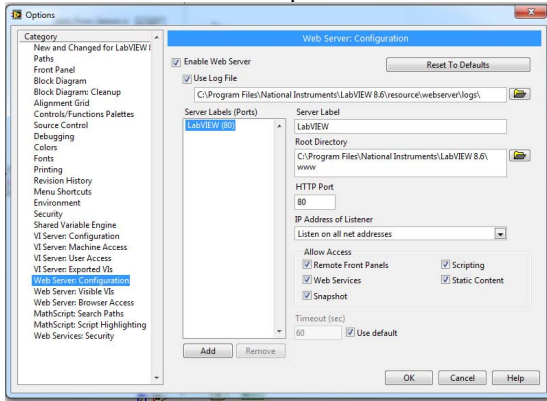 Options
Category
New and Changed for LabVIEW
Paths
Front Panel
Block Diagram
Block Diagram: Cleanup
Alignment Grid
Controls/Functions Palettes
Source Control
Debugging
Colors
Fonts
Printing
Revision History
Menu Shortcuts
Environment
Security
Shared Variable Engine
VI Server: Configuration
VI Server: Machine Access
VI Server: User Access
VI Server: Exported VIs
Web Server: Configuration
Web Server: Visible VIs
Web Server: Browser Access
MathScript: Search Paths
MathScript: Script Highlighting
Web Services: Security
Web Server: Configuration
Enable Web Server
Reset To Defaults
Use Log File
C:\Program Files\National Instruments\LabVIEW 8.6\resource\webserver\logs\
Server Labels (Ports)
LabVIEW (80)
Add
Remove
Server Label
LabVIEW
Root Directory
C:\Program Files\National Instruments\LabVIEW 8.6\
www
HTTP Port
80
IP Address of Listener
Listen on all net addresses
Allow Access
Remote Front Panels
Scripting
Web Services
Static Content
Snapshot
Timeout (sec)
60
Use default
OK
Cancel
Help